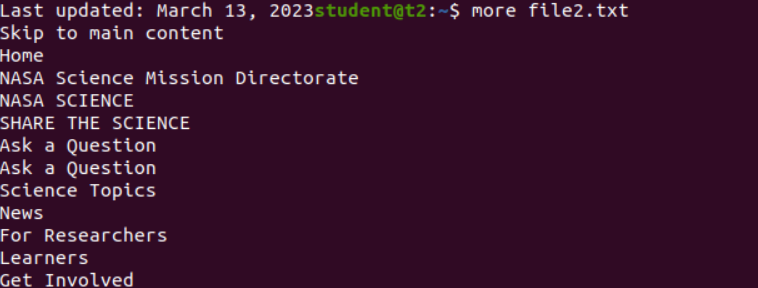 Last updated: March 13, 2023student@t2:~$ more file2.txt
Skip to main content
Home
NASA Science Mission Directorate
NASA SCIENCE
SHARE THE SCIENCE
Ask a Question
Ask a Question
Science Topics
News
For Researchers
Learners
Get Involved